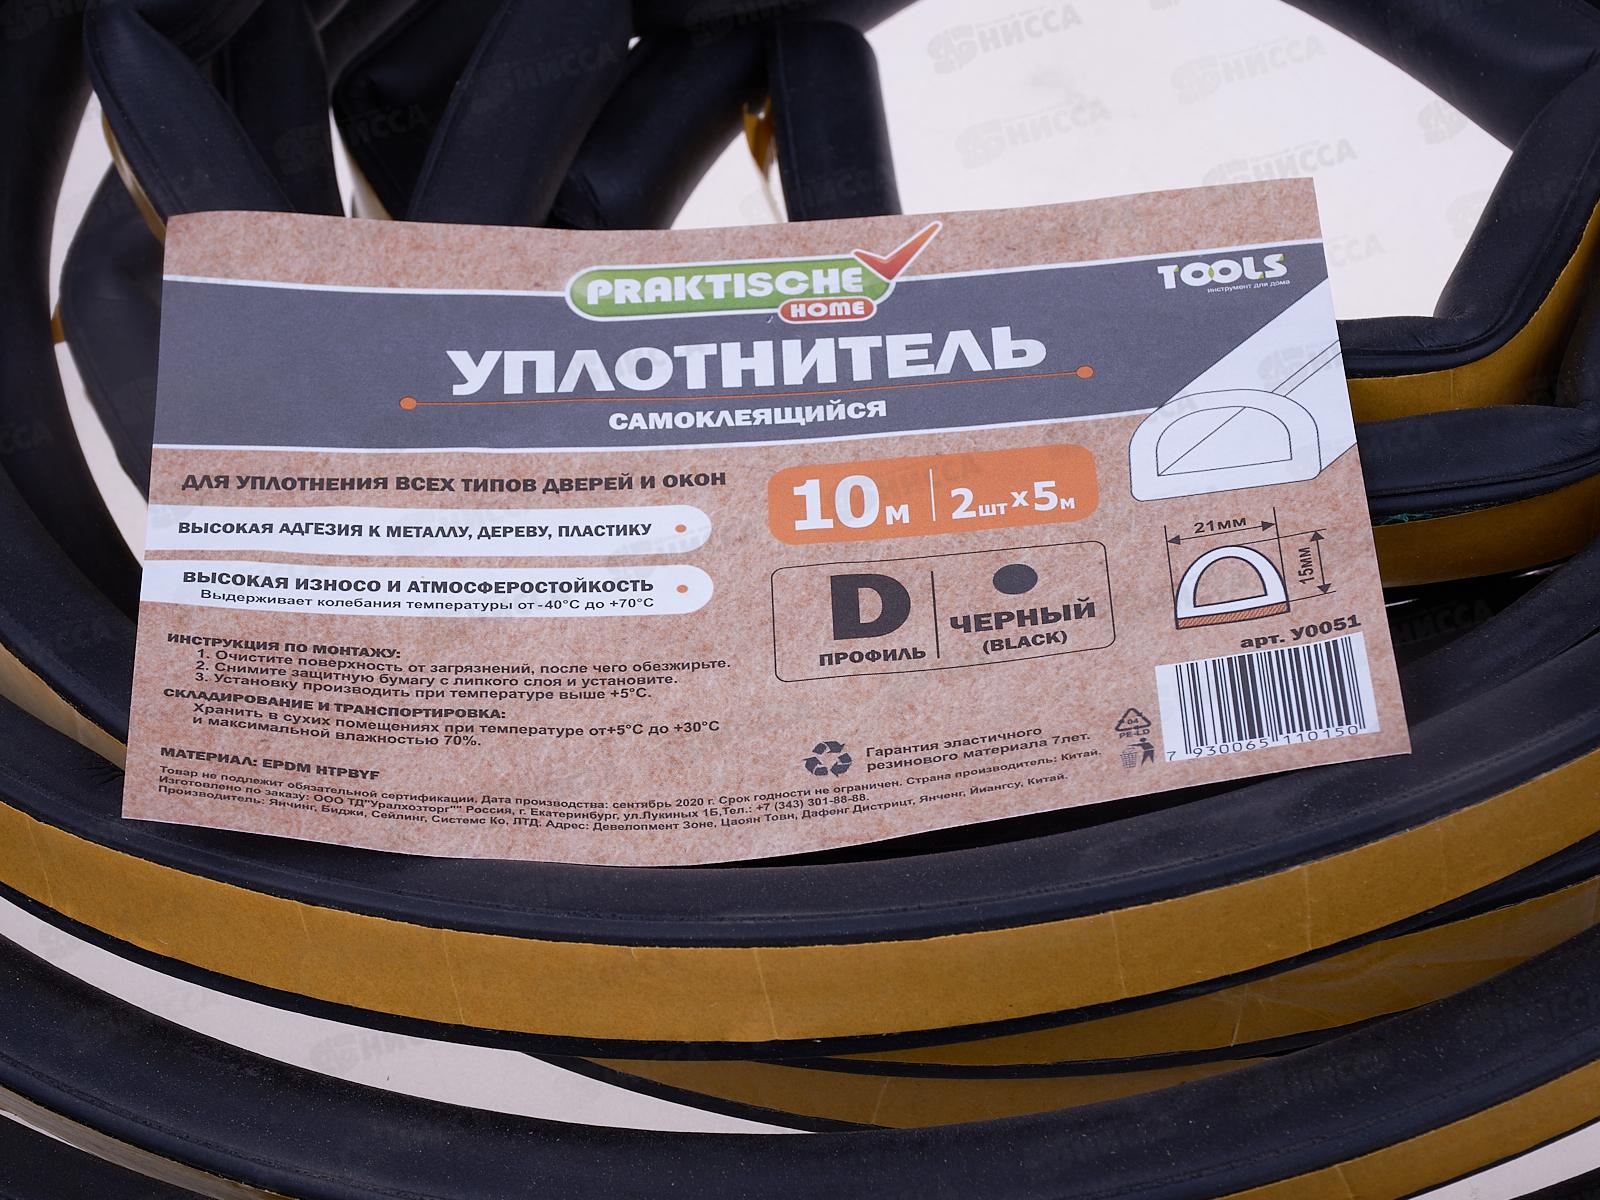 PRAKTISCHE
HOME
TOOLS
инструмент для дома
УПЛОТНИТЕЛЬ
САМОКЛЕЯЩИЙСЯ
ДЛЯ УПЛОТНЕНИЯ ВСЕХ ТИПОВ ДВЕРЕЙ И ОКОН
ВЫСОКАЯ АДГЕЗИЯ К МЕТАЛЛУ, ДЕРЕВУ, ПЛАСТИКУ
ВЫСОКАЯ ИЗНОСО И АТМОСФЕРОСТОЙКОСТЬ
Выдерживает колебания температуры от -40°С до +70°С
10м 2шт х 5м
D
ПРОФИЛЬ
ЧЕРНЫЙ
(BLACK)
21мм
15мм
арт. У0051
7 930065 110150
ИНСТРУКЦИЯ ПО МОНТАЖУ:
1. Очистите поверхность от загрязнений, после чего обезжирьте.
2. Снимите защитную бумагу с липкого слоя и установите.
3. Установку производить при температуре выше +5°С.
СКЛАДИРОВАНИЕ И ТРАНСПОРТИРОВКА:
Хранить в сухих помещениях при температуре от+5°С до +30°С
и максимальной влажностью 70%.
МАТЕРИАЛ: EPDM HTPBYF
Гарантия эластичного
резинового материала 7лет.
04
PE-LD
Товар не подлежит обязательной сертификации. Дата производства: сентябрь 2020 г. Срок годности не ограничен. Страна производитель: Китай.
Изготовлено по заказу: ООО ТД"Уралхозторг"" Россия, г. Екатеринбург, ул.Лукиных 1Б,Тел.: +7 (343) 301-88-88.
Производитель: Янчинг, Биджи, Сейлинг, Системс Ко, ЛТД. Адрес: Девелопмент Зоне, Цаоян Товн, Дафенг Дистрицт, Янченг, Йиангсу, Китай.
НИССА